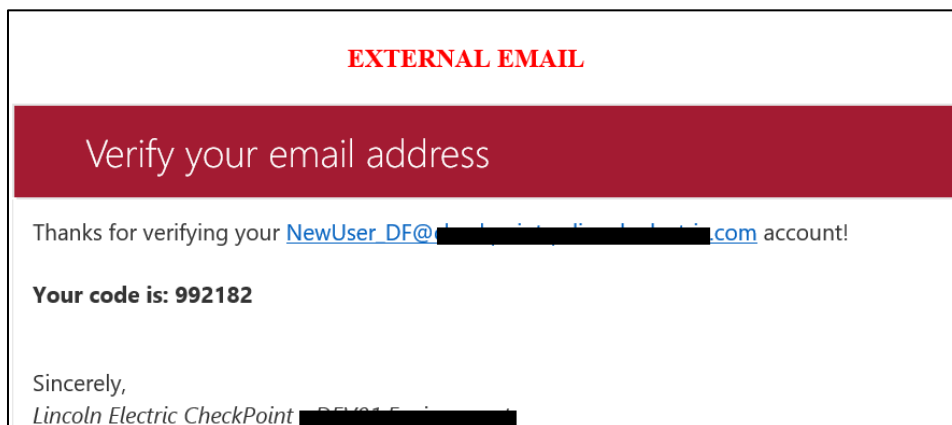 EXTERNAL EMAIL
Verify your email address
Thanks for verifying your NewUser_DF@ .com account!
Your code is: 992182
Sincerely,
Lincoln Electric CheckPoint